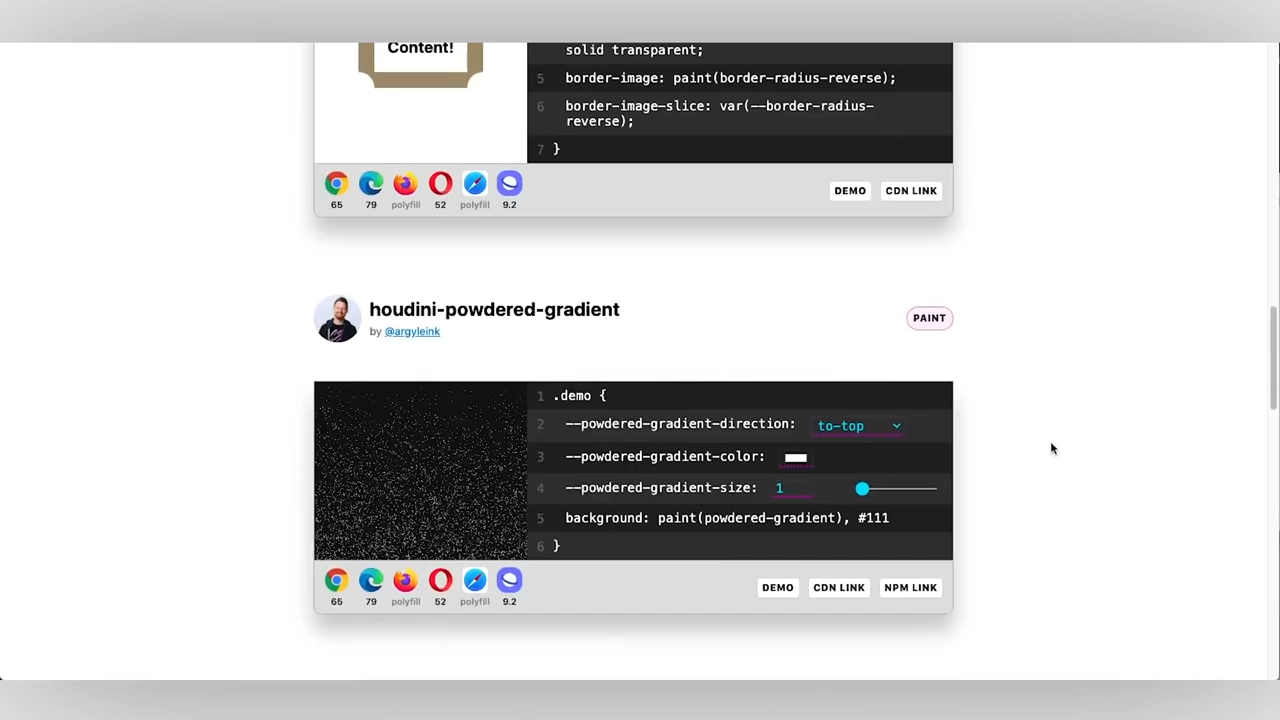 Content!
solid transparent;
5 border-image: paint(border-radius-reverse);
6 border-image-slice: var(--border-radius-
reverse);
7 }
65 79 polyfill 52 polyfill 9.2
DEMO CDN LINK
houdini-powdered-gradient
by @argyleink
PAINT
1 .demo {
2 --powdered-gradient-direction: to-top
3 --powdered-gradient-color:
4 --powdered-gradient-size: 1
5 background: paint(powdered-gradient), #111
6 }
65 79 polyfill 52 polyfill 9.2
DEMO CDN LINK NPM LINK